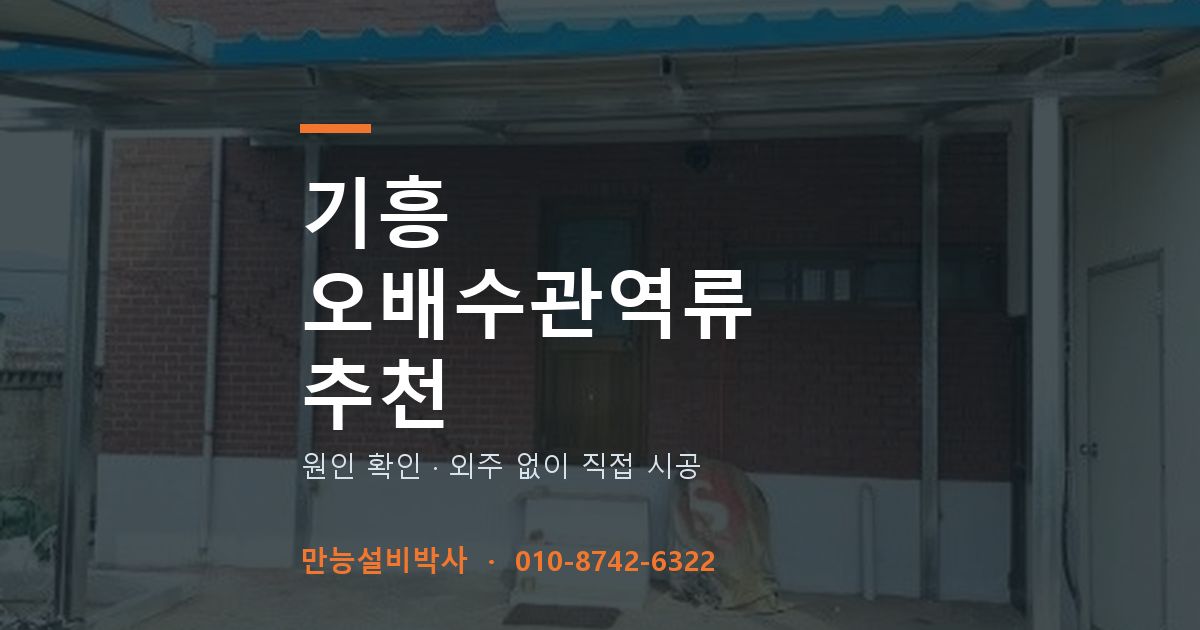 기흥
오배수관역류
추천
원인 확인 · 외주 없이 직접 시공
만능설비박사 · 010-8742-6322
S